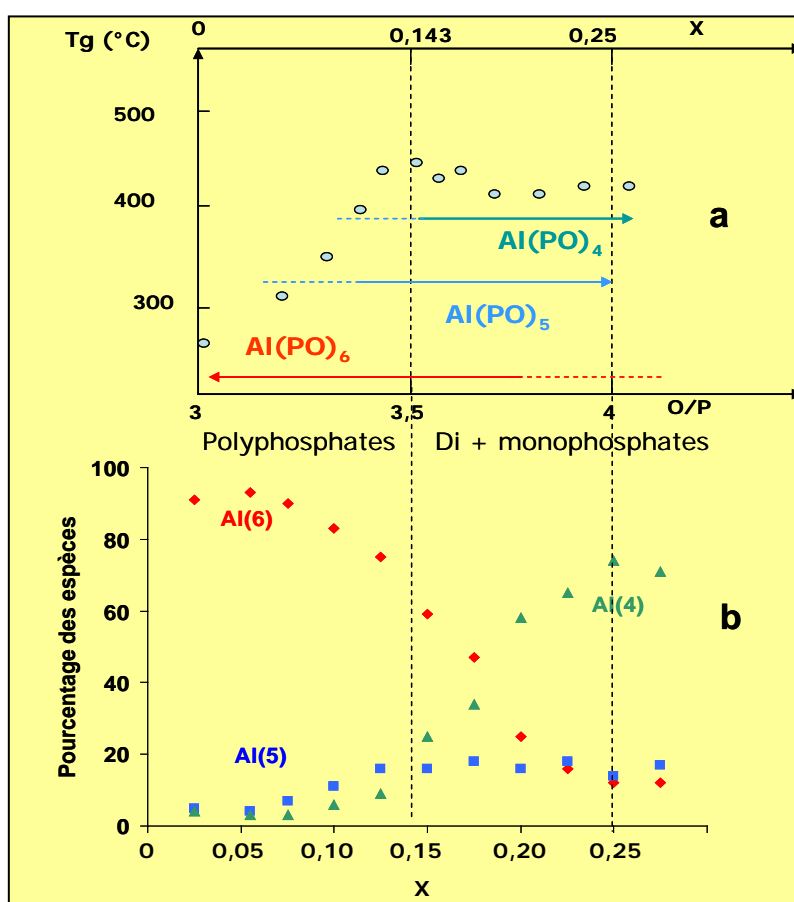 Tg (°C) 0 0,143 0,25 X
500
400
a
Al(PO)4
300
Al(PO)5
Al(PO)6
3 3,5 4 O/P
Polyphosphates Di + monophosphates
100
Al(6)
80
60
Al(4)
b
40
Al(5)
20
0
Pourcentage des espèces
0 0,05 0,10 0,15 0,20 0,25
X